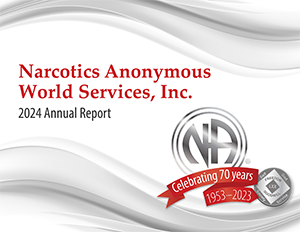 Narcotics Anonymous
World Services, Inc.
2024 Annual Report
NA
®
Celebrating 70 years
1953–2023